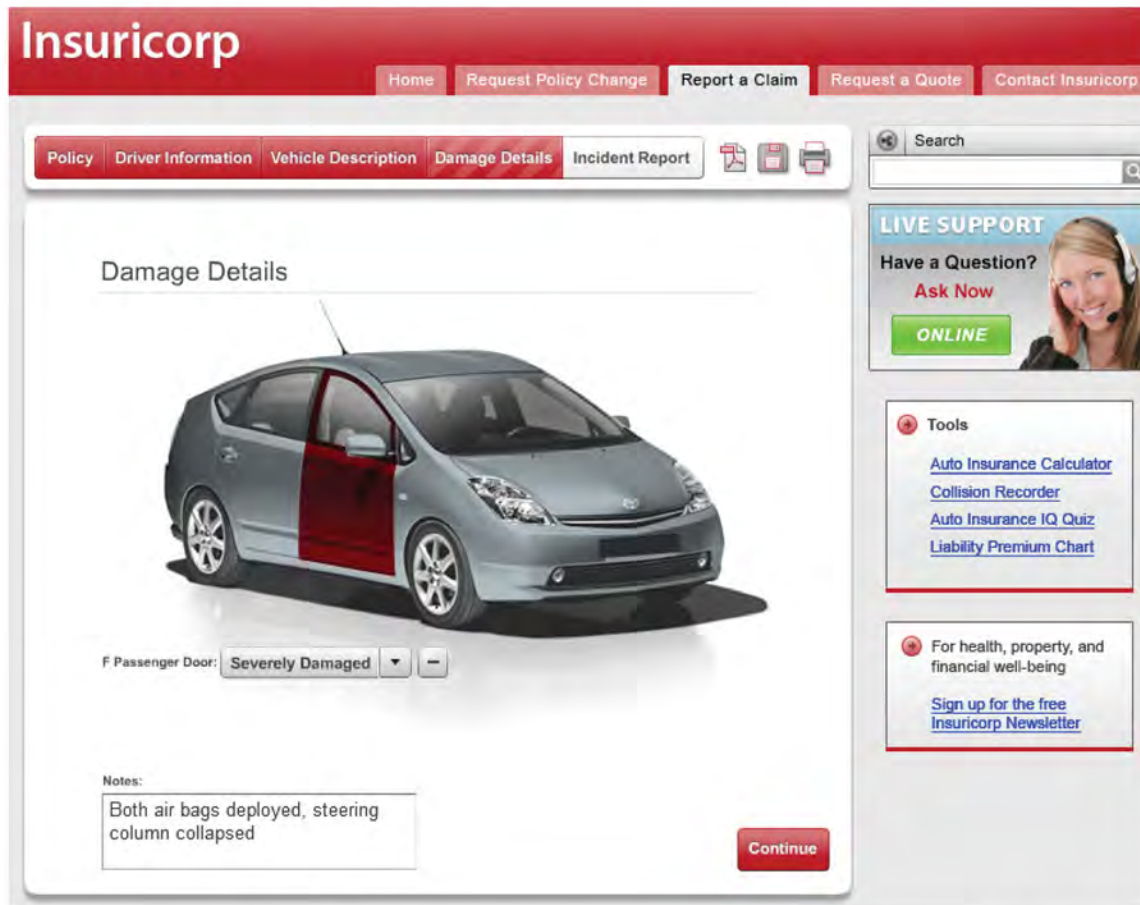 Insuricorp
Home Request Policy Change Report a Claim Request a Quote Contact Insuricorp
Policy Driver Information Vehicle Description Damage Details Incident Report
Search
LIVE SUPPORT
Have a Question?
Ask Now
ONLINE
Damage Details
Tools
Auto Insurance Calculator
Collision Recorder
Auto Insurance IQ Quiz
Liability Premium Chart
F Passenger Door: Severely Damaged
For health, property, and
financial well-being
Sign up for the free
Insuricorp Newsletter
Notes:
Both air bags deployed, steering
column collapsed
Continue